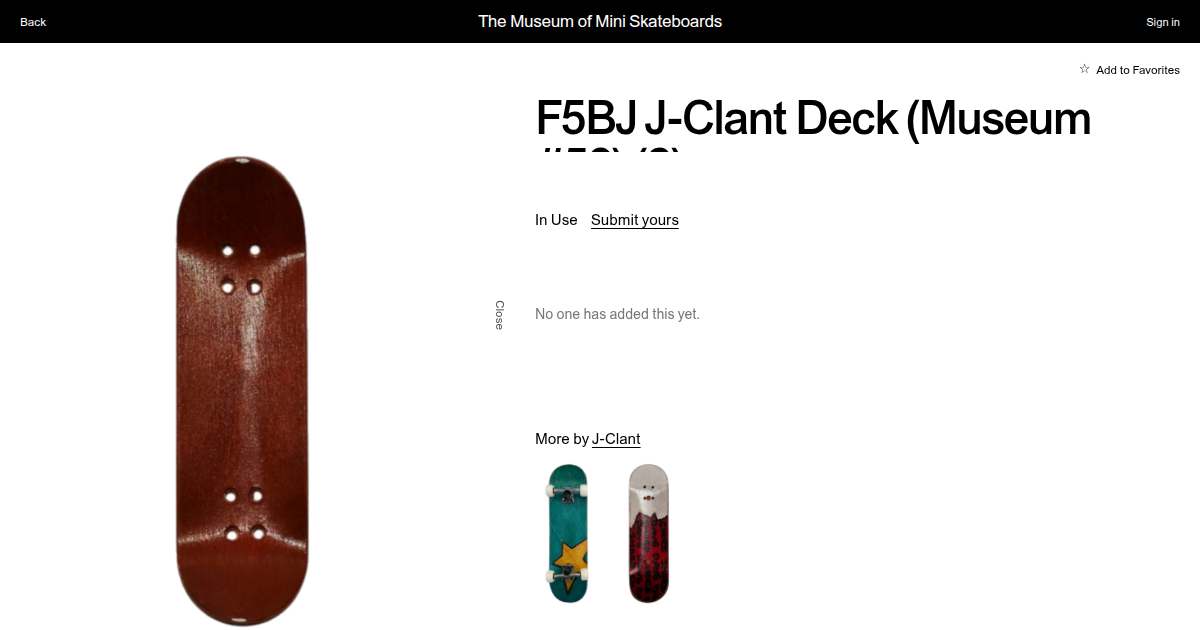 Back
The Museum of Mini Skateboards
Sign in
☆ Add to Favorites
F5BJ J-Clant Deck (Museum
In Use Submit yours
Close
No one has added this yet.
More by J-Clant